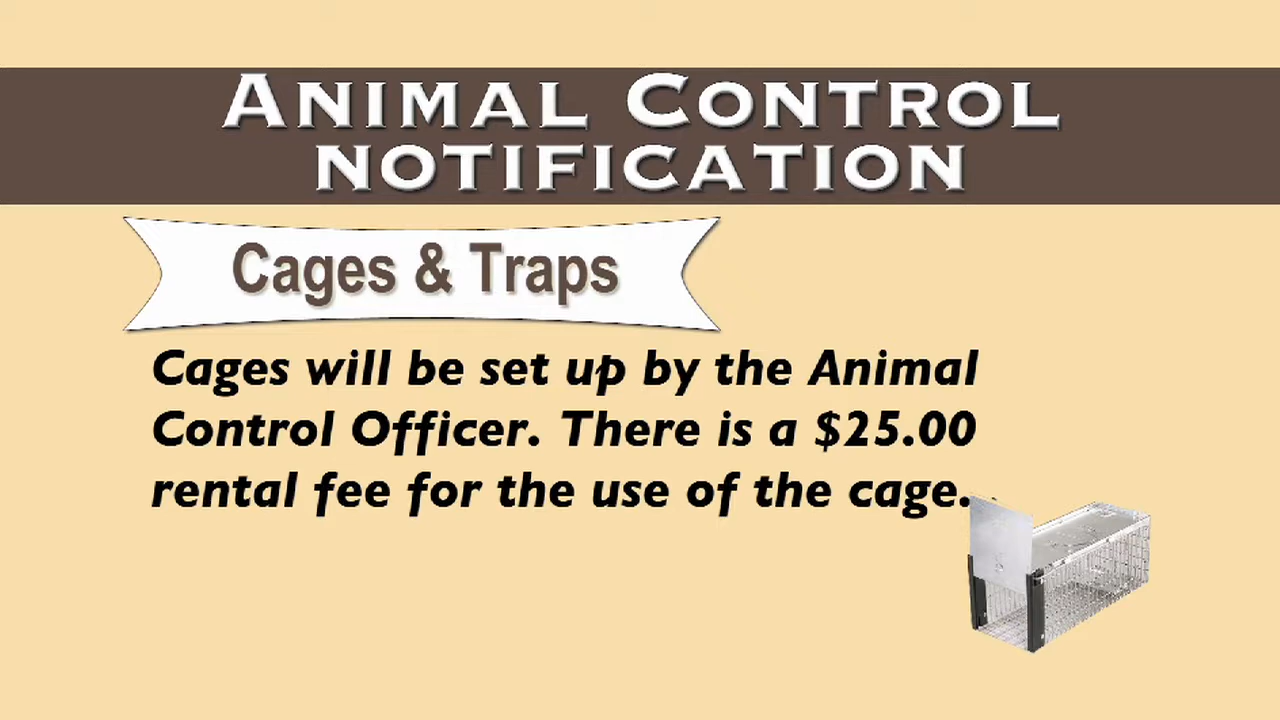 ANIMAL CONTROL
NOTIFICATION
Cages & Traps
Cages will be set up by the Animal
Control Officer. There is a $25.00
rental fee for the use of the cage.